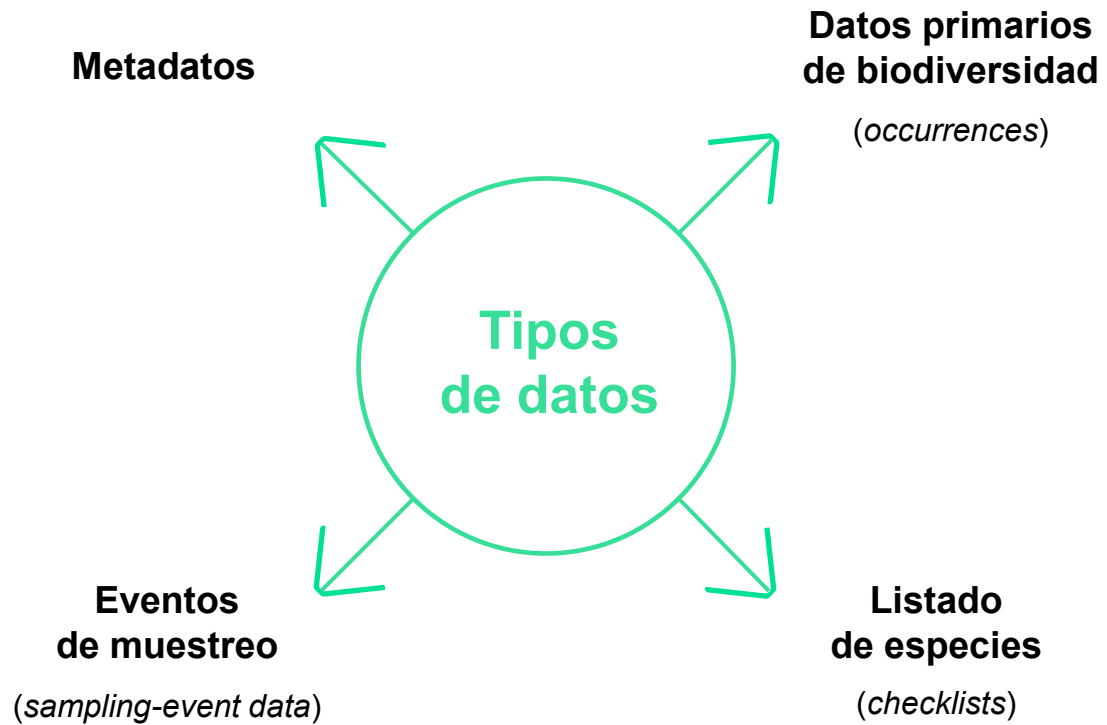 Metadatos
Datos primarios
de biodiversidad
(occurrences)
Tipos
de datos
Eventos
de muestreo
(sampling-event data)
Listado
de especies
(checklists)